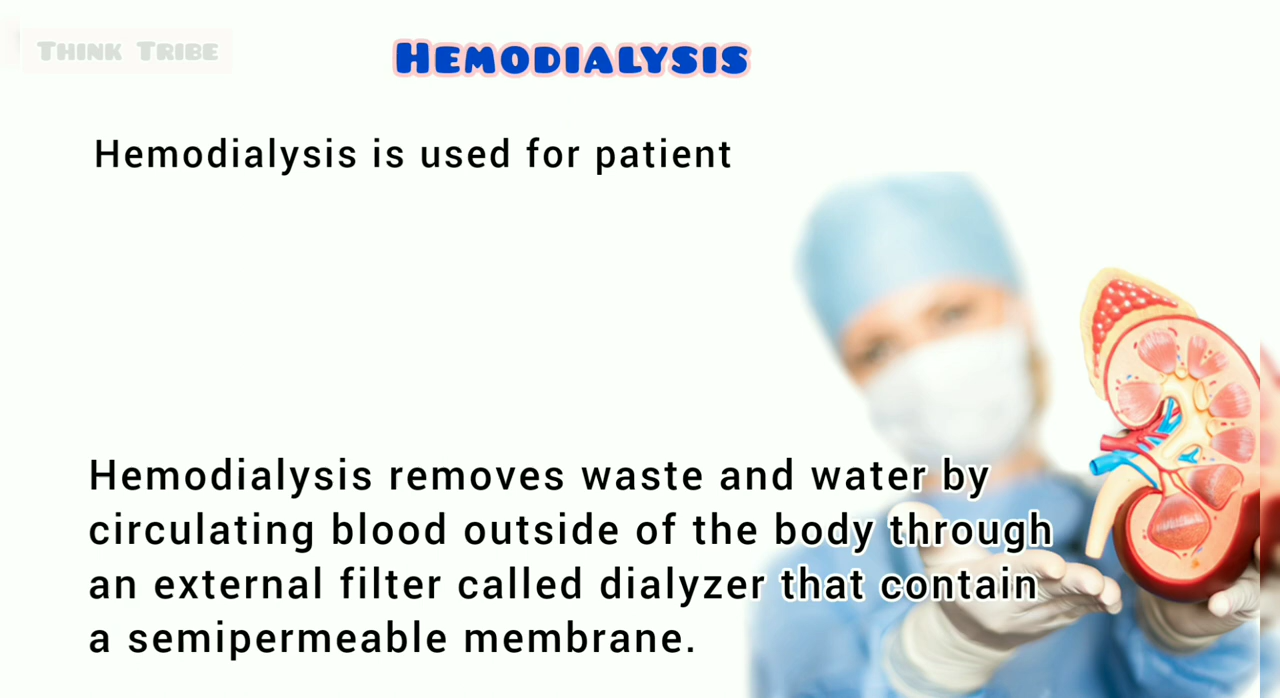 THINK TRIBE
HEMODIALYSIS
Hemodialysis is used for patient
Hemodialysis removes waste and water by
circulating blood outside of the body through
an external filter called dialyzer that contain
a semipermeable membrane.